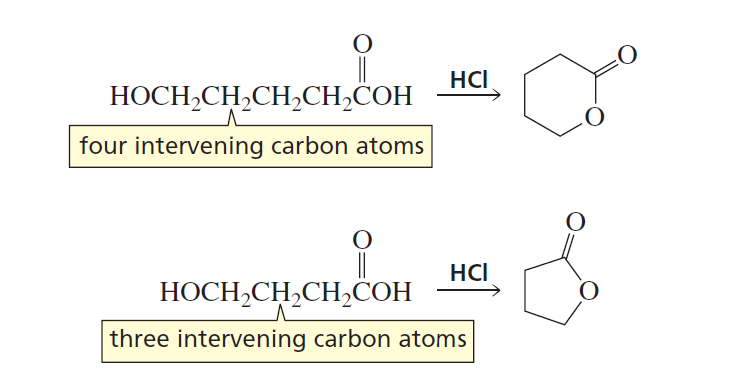 O
HOCH₂CH₂CH₂CH₂COH HCl O
O
four intervening carbon atoms
O
O
HOCH₂CH₂CH₂COH HCl O
three intervening carbon atoms